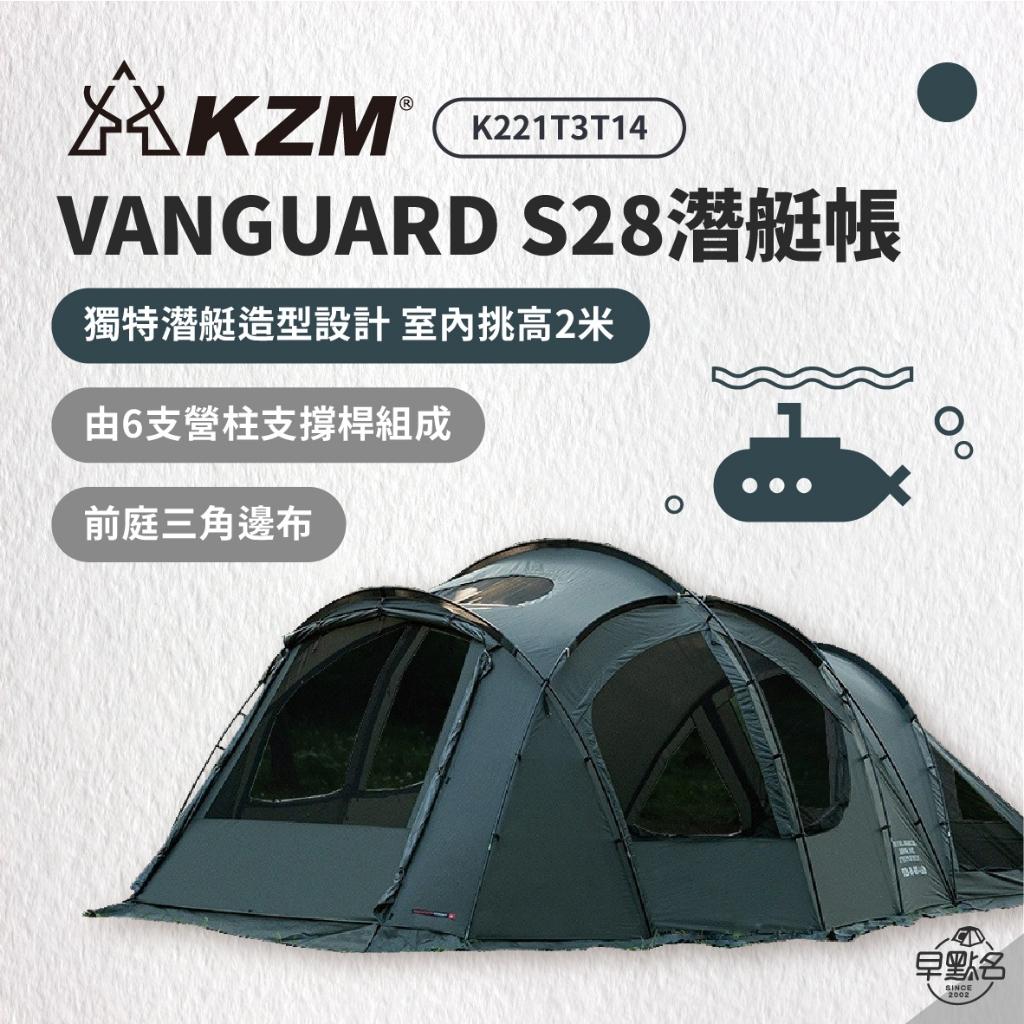 KZM®
K221T3T14
VANGUARD S28潛艇帳
獨特潛艇造型設計 室內挑高2米
由6支營柱支撐桿組成
前庭三角邊布
早點名
SINCE
2002